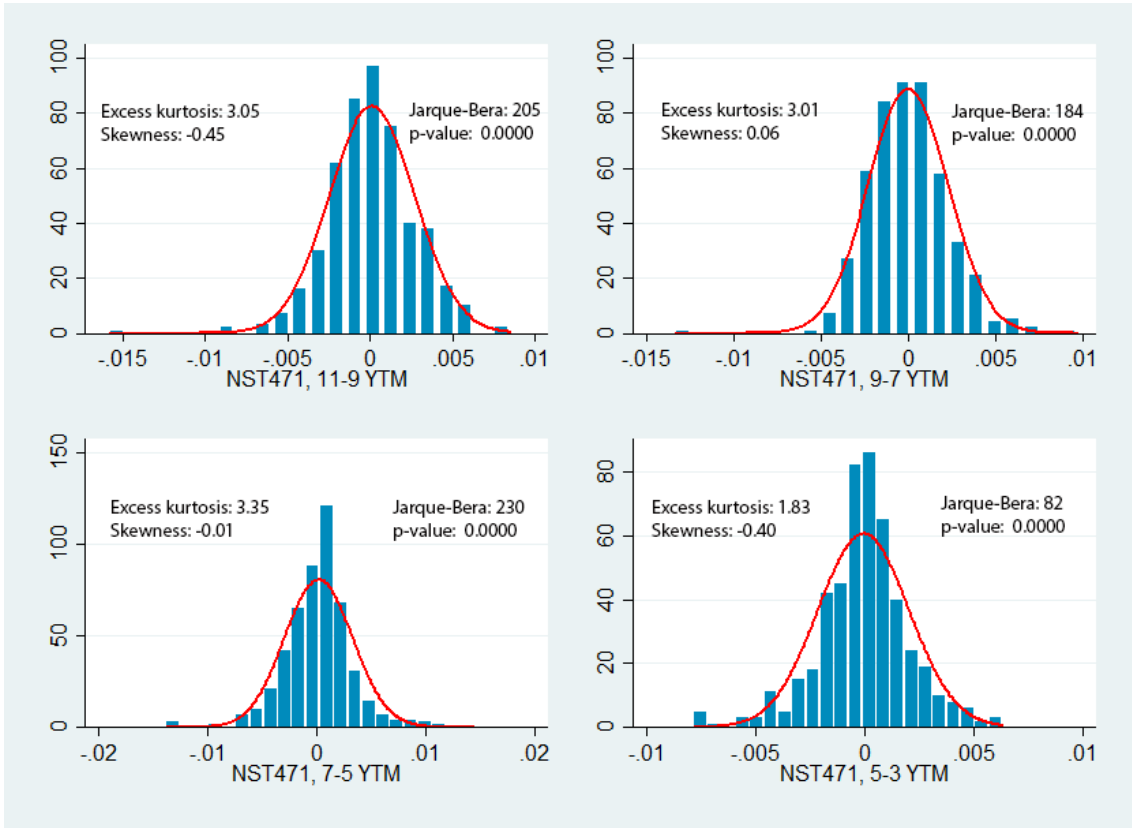 100
80
60
40
20
0
Excess kurtosis: 3.05
Skewness: -0.45
Jarque-Bera: 205
p-value: 0.0000
-.015 -.01 -.005 0 .005 .01
NST471, 11-9 YTM
100
80
60
40
20
0
Excess kurtosis: 3.01
Skewness: 0.06
Jarque-Bera: 184
p-value: 0.0000
-.015 -.01 -.005 0 .005 .01
NST471, 9-7 YTM
150
100
50
0
Excess kurtosis: 3.35
Skewness: -0.01
Jarque-Bera: 230
p-value: 0.0000
-.02 -.01 0 .01 .02
NST471, 7-5 YTM
80
60
40
20
0
Excess kurtosis: 1.83
Skewness: -0.40
Jarque-Bera: 82
p-value: 0.0000
-.01 -.005 0 .005 .01
NST471, 5-3 YTM